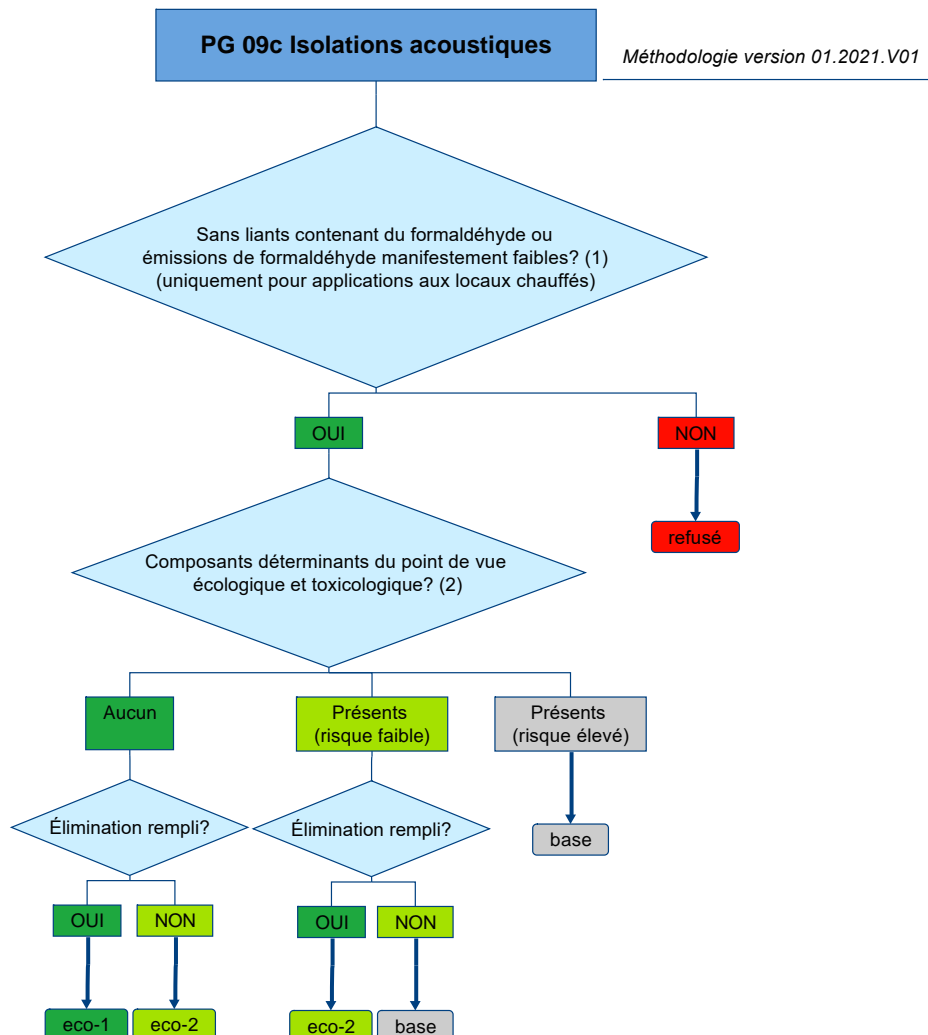 PG 09c Isolations acoustiques
Méthodologie version 01.2021.V01
Sans liants contenant du formaldéhyde ou
émissions de formaldéhyde manifestement faibles? (1)
(uniquement pour applications aux locaux chauffés)
OUI
NON
refusé
Composants déterminants du point de vue
écologique et toxicologique? (2)
Aucun
Présents
(risque faible)
Présents
(risque élevé)
Élimination rempli?
Élimination rempli?
base
OUI
NON
OUI
NON
eco-1
eco-2
eco-2
base